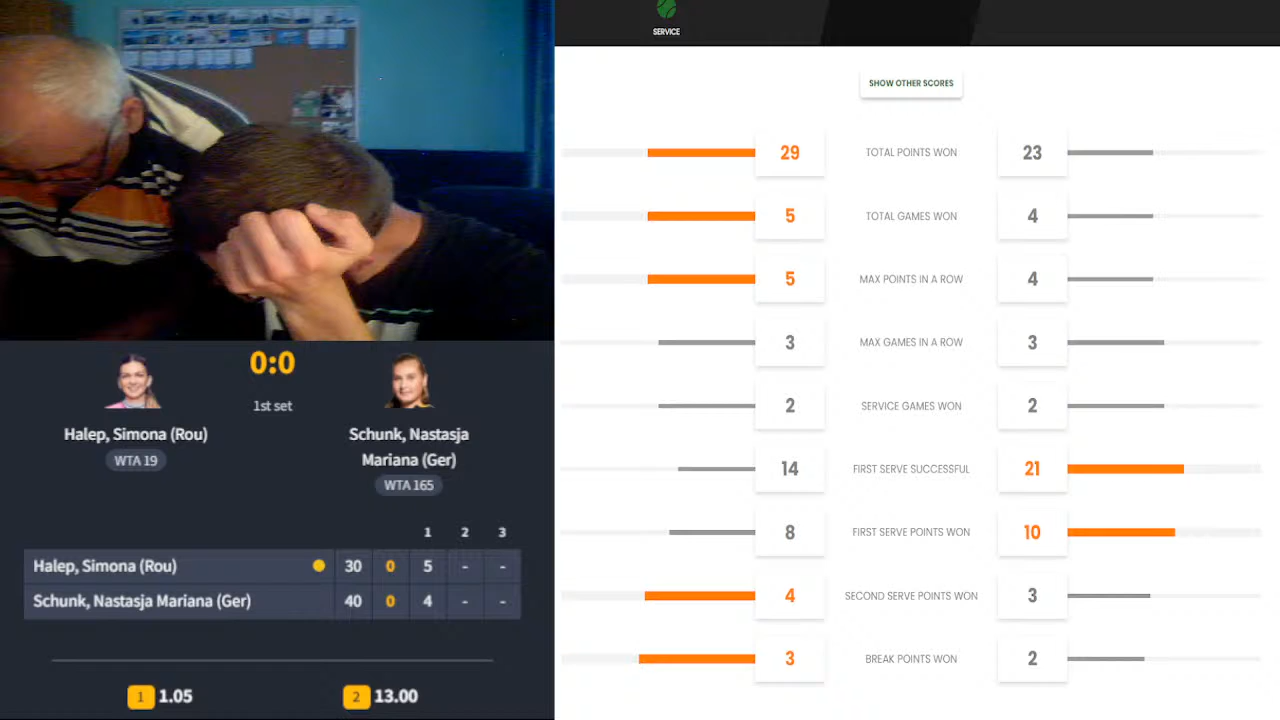 SERVICE
SHOW OTHER SCORES
29 TOTAL POINTS WON 23
5 TOTAL GAMES WON 4
5 MAX POINTS IN A ROW 4
3 MAX GAMES IN A ROW 3
2 SERVICE GAMES WON 2
14 FIRST SERVE SUCCESSFUL 21
8 FIRST SERVE POINTS WON 10
4 SECOND SERVE POINTS WON 3
3 BREAK POINTS WON 2
0:0
1st set
Halep, Simona (Rou)
WTA 19
Schunk, Nastasja
Mariana (Ger)
WTA 165
1 2 3
Halep, Simona (Rou) 30 0 5 - -
Schunk, Nastasja Mariana (Ger) 40 0 4 - -
1 1.05 2 13.00